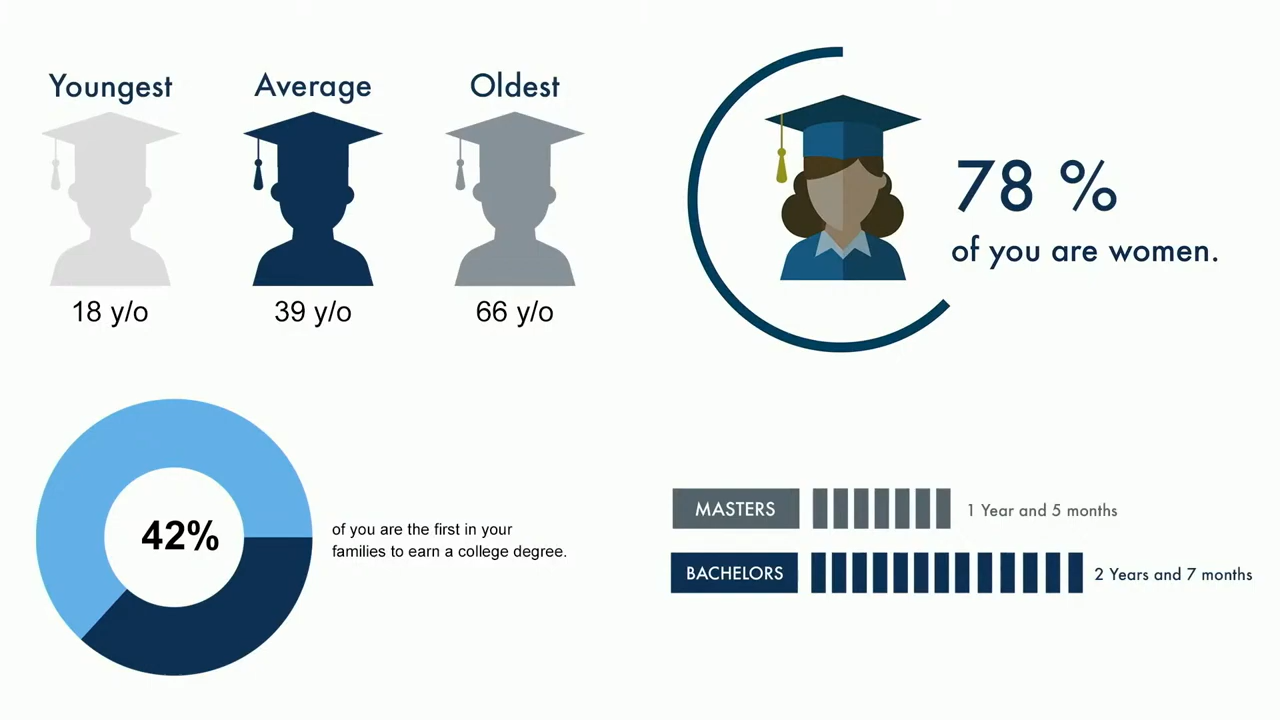 Youngest
Average
Oldest
18 y/o
39 y/o
66 y/o
78 %
of you are women.
42%
of you are the first in your
families to earn a college degree.
MASTERS
1 Year and 5 months
BACHELORS
2 Years and 7 months